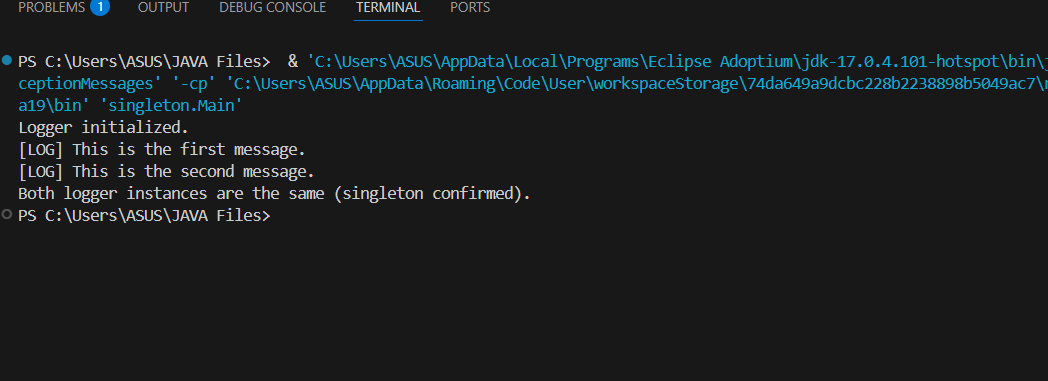 PROBLEMS 1 OUTPUT DEBUG CONSOLE TERMINAL PORTS
PS C:\Users\ASUS\JAVA Files>  & 'C:\Users\ASUS\AppData\Local\Programs\Eclipse Adoptium\jdk-17.0.4.101-hotspot\bin\j
ceptionMessages' '-cp' 'C:\Users\ASUS\AppData\Roaming\Code\User\workspaceStorage\74da649a9dcbc228b2238898b5049ac7\r
a19\bin' 'singleton.Main'
Logger initialized.
[LOG] This is the first message.
[LOG] This is the second message.
Both logger instances are the same (singleton confirmed).
PS C:\Users\ASUS\JAVA Files>